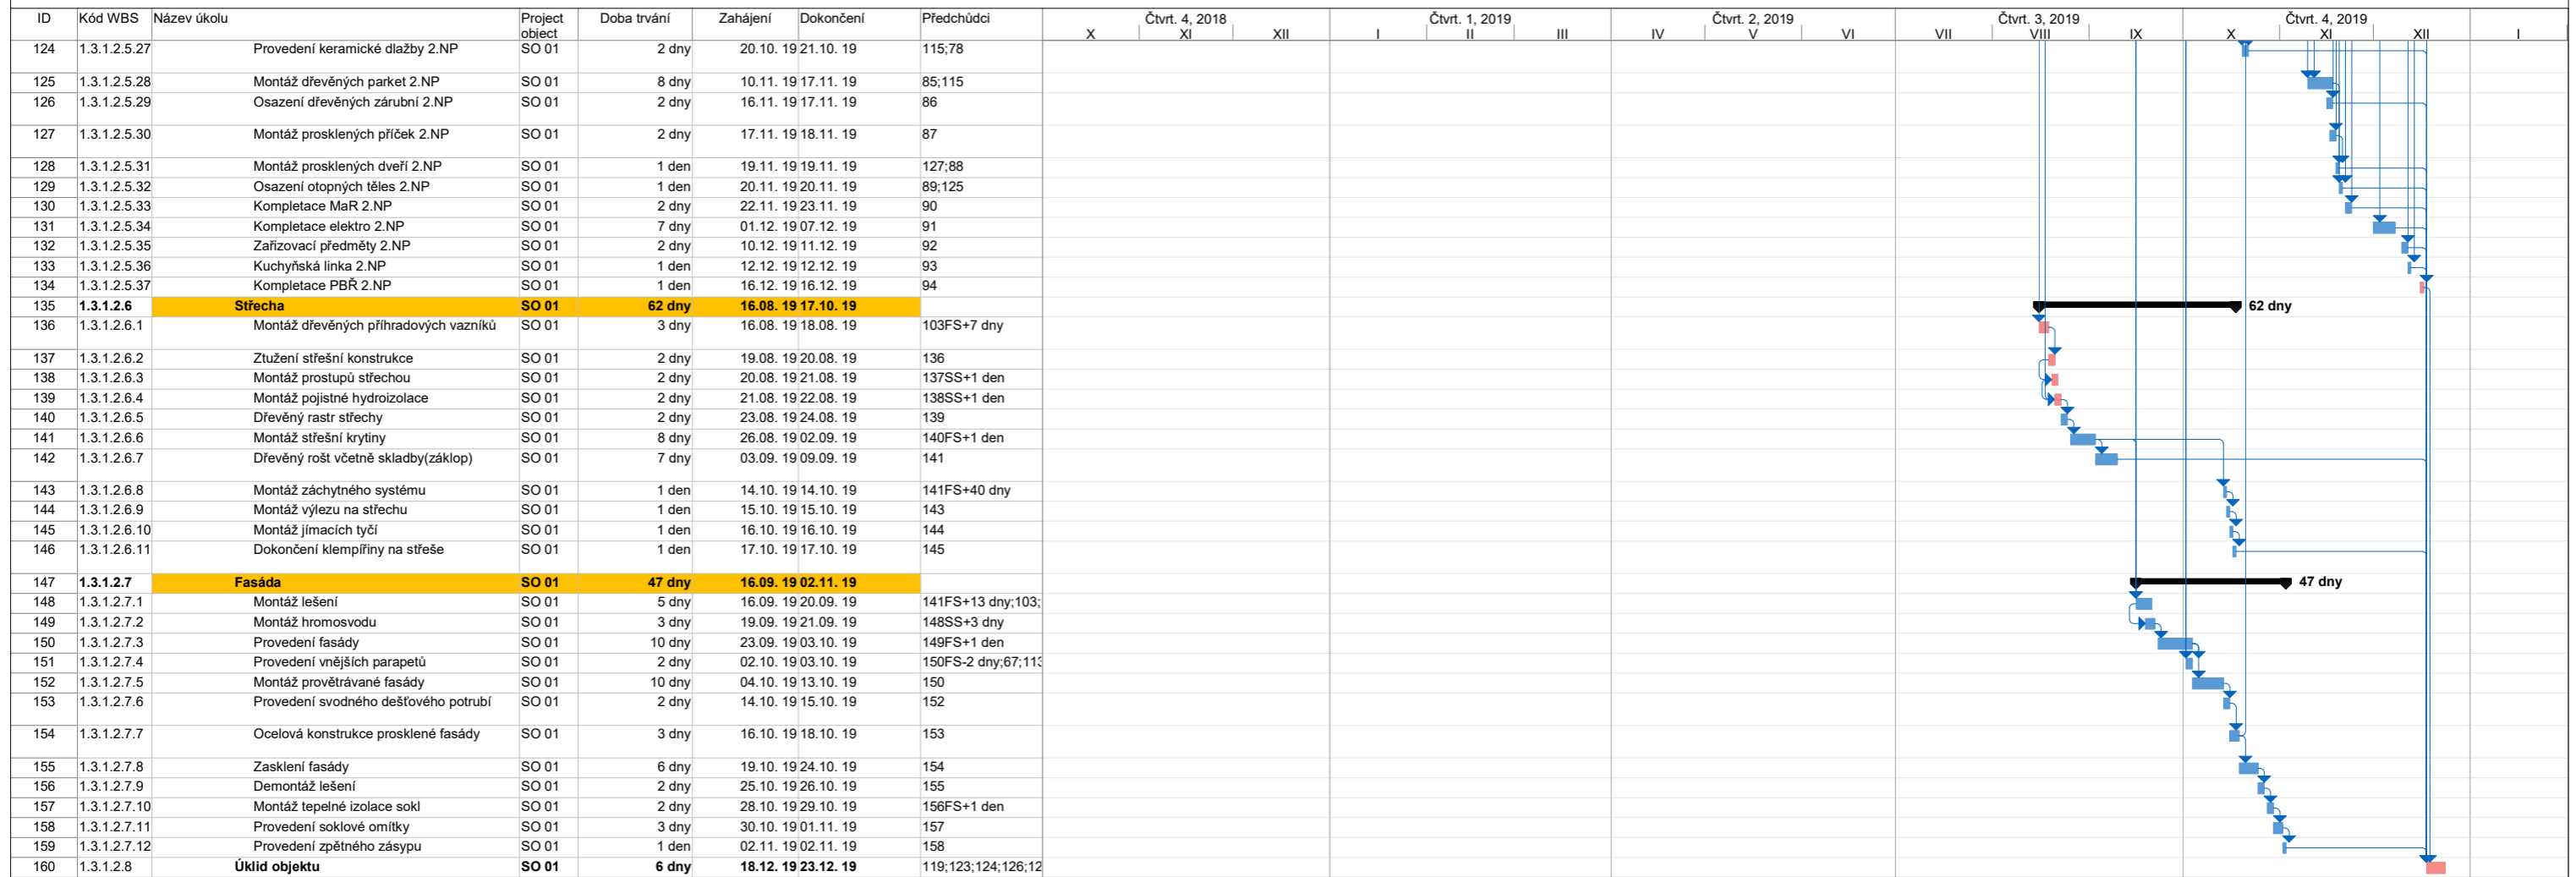 ID Kód WBS Název úkolu Project object Doba trvání Zahájení Dokončení Předchůdci Čtvrt. 4, 2018 Čtvrt. 1, 2019 Čtvrt. 2, 2019 Čtvrt. 3, 2019 Čtvrt. 4, 2019
X XI XII I II III IV V VI VII VIII IX X XI XII I
124 1.3.1.2.5.27 Provedení keramické dlažby 2.NP SO 01 2 dny 20.10. 19 21.10. 19 115;78
125 1.3.1.2.5.28 Montáž dřevěných parket 2.NP SO 01 8 dny 10.11. 19 17.11. 19 85;115
126 1.3.1.2.5.29 Osazení dřevěných zárubní 2.NP SO 01 2 dny 16.11. 19 17.11. 19 86
127 1.3.1.2.5.30 Montáž prosklených příček 2.NP SO 01 2 dny 17.11. 19 18.11. 19 87
128 1.3.1.2.5.31 Montáž prosklených dveří 2.NP SO 01 1 den 19.11. 19 19.11. 19 127;88
129 1.3.1.2.5.32 Osazení otopných těles 2.NP SO 01 1 den 20.11. 19 20.11. 19 89;125
130 1.3.1.2.5.33 Kompletace MaR 2.NP SO 01 2 dny 22.11. 19 23.11. 19 90
131 1.3.1.2.5.34 Kompletace elektro 2.NP SO 01 7 dny 01.12. 19 07.12. 19 91
132 1.3.1.2.5.35 Zařizovací předměty 2.NP SO 01 2 dny 10.12. 19 11.12. 19 92
133 1.3.1.2.5.36 Kuchyňská linka 2.NP SO 01 1 den 12.12. 19 12.12. 19 93
134 1.3.1.2.5.37 Kompletace PBŘ 2.NP SO 01 1 den 16.12. 19 16.12. 19 94
135 1.3.1.2.6 Střecha SO 01 62 dny 16.08. 19 17.10. 19 62 dny
136 1.3.1.2.6.1 Montáž dřevěných příhradových vazníků SO 01 3 dny 16.08. 19 18.08. 19 103FS+7 dny
137 1.3.1.2.6.2 Ztužení střešní konstrukce SO 01 2 dny 19.08. 19 20.08. 19 136
138 1.3.1.2.6.3 Montáž prostupů střechou SO 01 2 dny 20.08. 19 21.08. 19 137SS+1 den
139 1.3.1.2.6.4 Montáž pojistné hydroizolace SO 01 2 dny 21.08. 19 22.08. 19 138SS+1 den
140 1.3.1.2.6.5 Dřevěný rastr střechy SO 01 2 dny 23.08. 19 24.08. 19 139
141 1.3.1.2.6.6 Montáž střešní krytiny SO 01 8 dny 26.08. 19 02.09. 19 140FS+1 den
142 1.3.1.2.6.7 Dřevěný rošt včetně skladby(záklop) SO 01 7 dny 03.09. 19 09.09. 19 141
143 1.3.1.2.6.8 Montáž záchytného systému SO 01 1 den 14.10. 19 14.10. 19 141FS+40 dny
144 1.3.1.2.6.9 Montáž výlezu na střechu SO 01 1 den 15.10. 19 15.10. 19 143
145 1.3.1.2.6.10 Montáž jímacích tyčí SO 01 1 den 16.10. 19 16.10. 19 144
146 1.3.1.2.6.11 Dokončení klempířiny na střeše SO 01 1 den 17.10. 19 17.10. 19 145
147 1.3.1.2.7 Fasáda SO 01 47 dny 16.09. 19 02.11. 19 47 dny
148 1.3.1.2.7.1 Montáž lešení SO 01 5 dny 16.09. 19 20.09. 19 141FS+13 dny;103;
149 1.3.1.2.7.2 Montáž hromosvodu SO 01 3 dny 19.09. 19 21.09. 19 148SS+3 dny
150 1.3.1.2.7.3 Provedení fasády SO 01 10 dny 23.09. 19 03.10. 19 149FS+1 den
151 1.3.1.2.7.4 Provedení vnějších parapetů SO 01 2 dny 02.10. 19 03.10. 19 150FS-2 dny;67;113
152 1.3.1.2.7.5 Montáž provětrávané fasády SO 01 10 dny 04.10. 19 13.10. 19 150
153 1.3.1.2.7.6 Provedení svodného dešťového potrubí SO 01 2 dny 14.10. 19 15.10. 19 152
154 1.3.1.2.7.7 Ocelová konstrukce prosklené fasády SO 01 3 dny 16.10. 19 18.10. 19 153
155 1.3.1.2.7.8 Zasklení fasády SO 01 6 dny 19.10. 19 24.10. 19 154
156 1.3.1.2.7.9 Demontáž lešení SO 01 2 dny 25.10. 19 26.10. 19 155
157 1.3.1.2.7.10 Montáž tepelné izolace sokl SO 01 2 dny 28.10. 19 29.10. 19 156FS+1 den
158 1.3.1.2.7.11 Provedení soklové omítky SO 01 3 dny 30.10. 19 01.11. 19 157
159 1.3.1.2.7.12 Provedení zpětného zásypu SO 01 1 den 02.11. 19 02.11. 19 158
160 1.3.1.2.8 Úklid objektu SO 01 6 dny 18.12. 19 23.12. 19 119;123;124;126;12